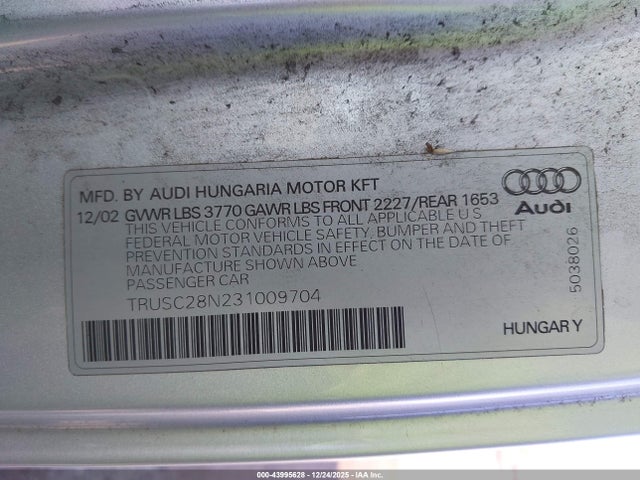 MFD. BY AUDI HUNGARIA MOTOR KFT
12/02 GVWR LBS 3770 GAWR LBS FRONT 2227/REAR 1653
THIS VEHICLE CONFORMS TO ALL APPLICABLE U S
FEDERAL MOTOR VEHICLE SAFETY, BUMPER AND THEFT
PREVENTION STANDARDS IN EFFECT ON THE DATE OF
MANUFACTURE SHOWN ABOVE
PASSENGER CAR
TRUSC28N231009704
Audi
5038026
HUNGARY
000-43995628 - 12/24/2025 - IAA Inc.